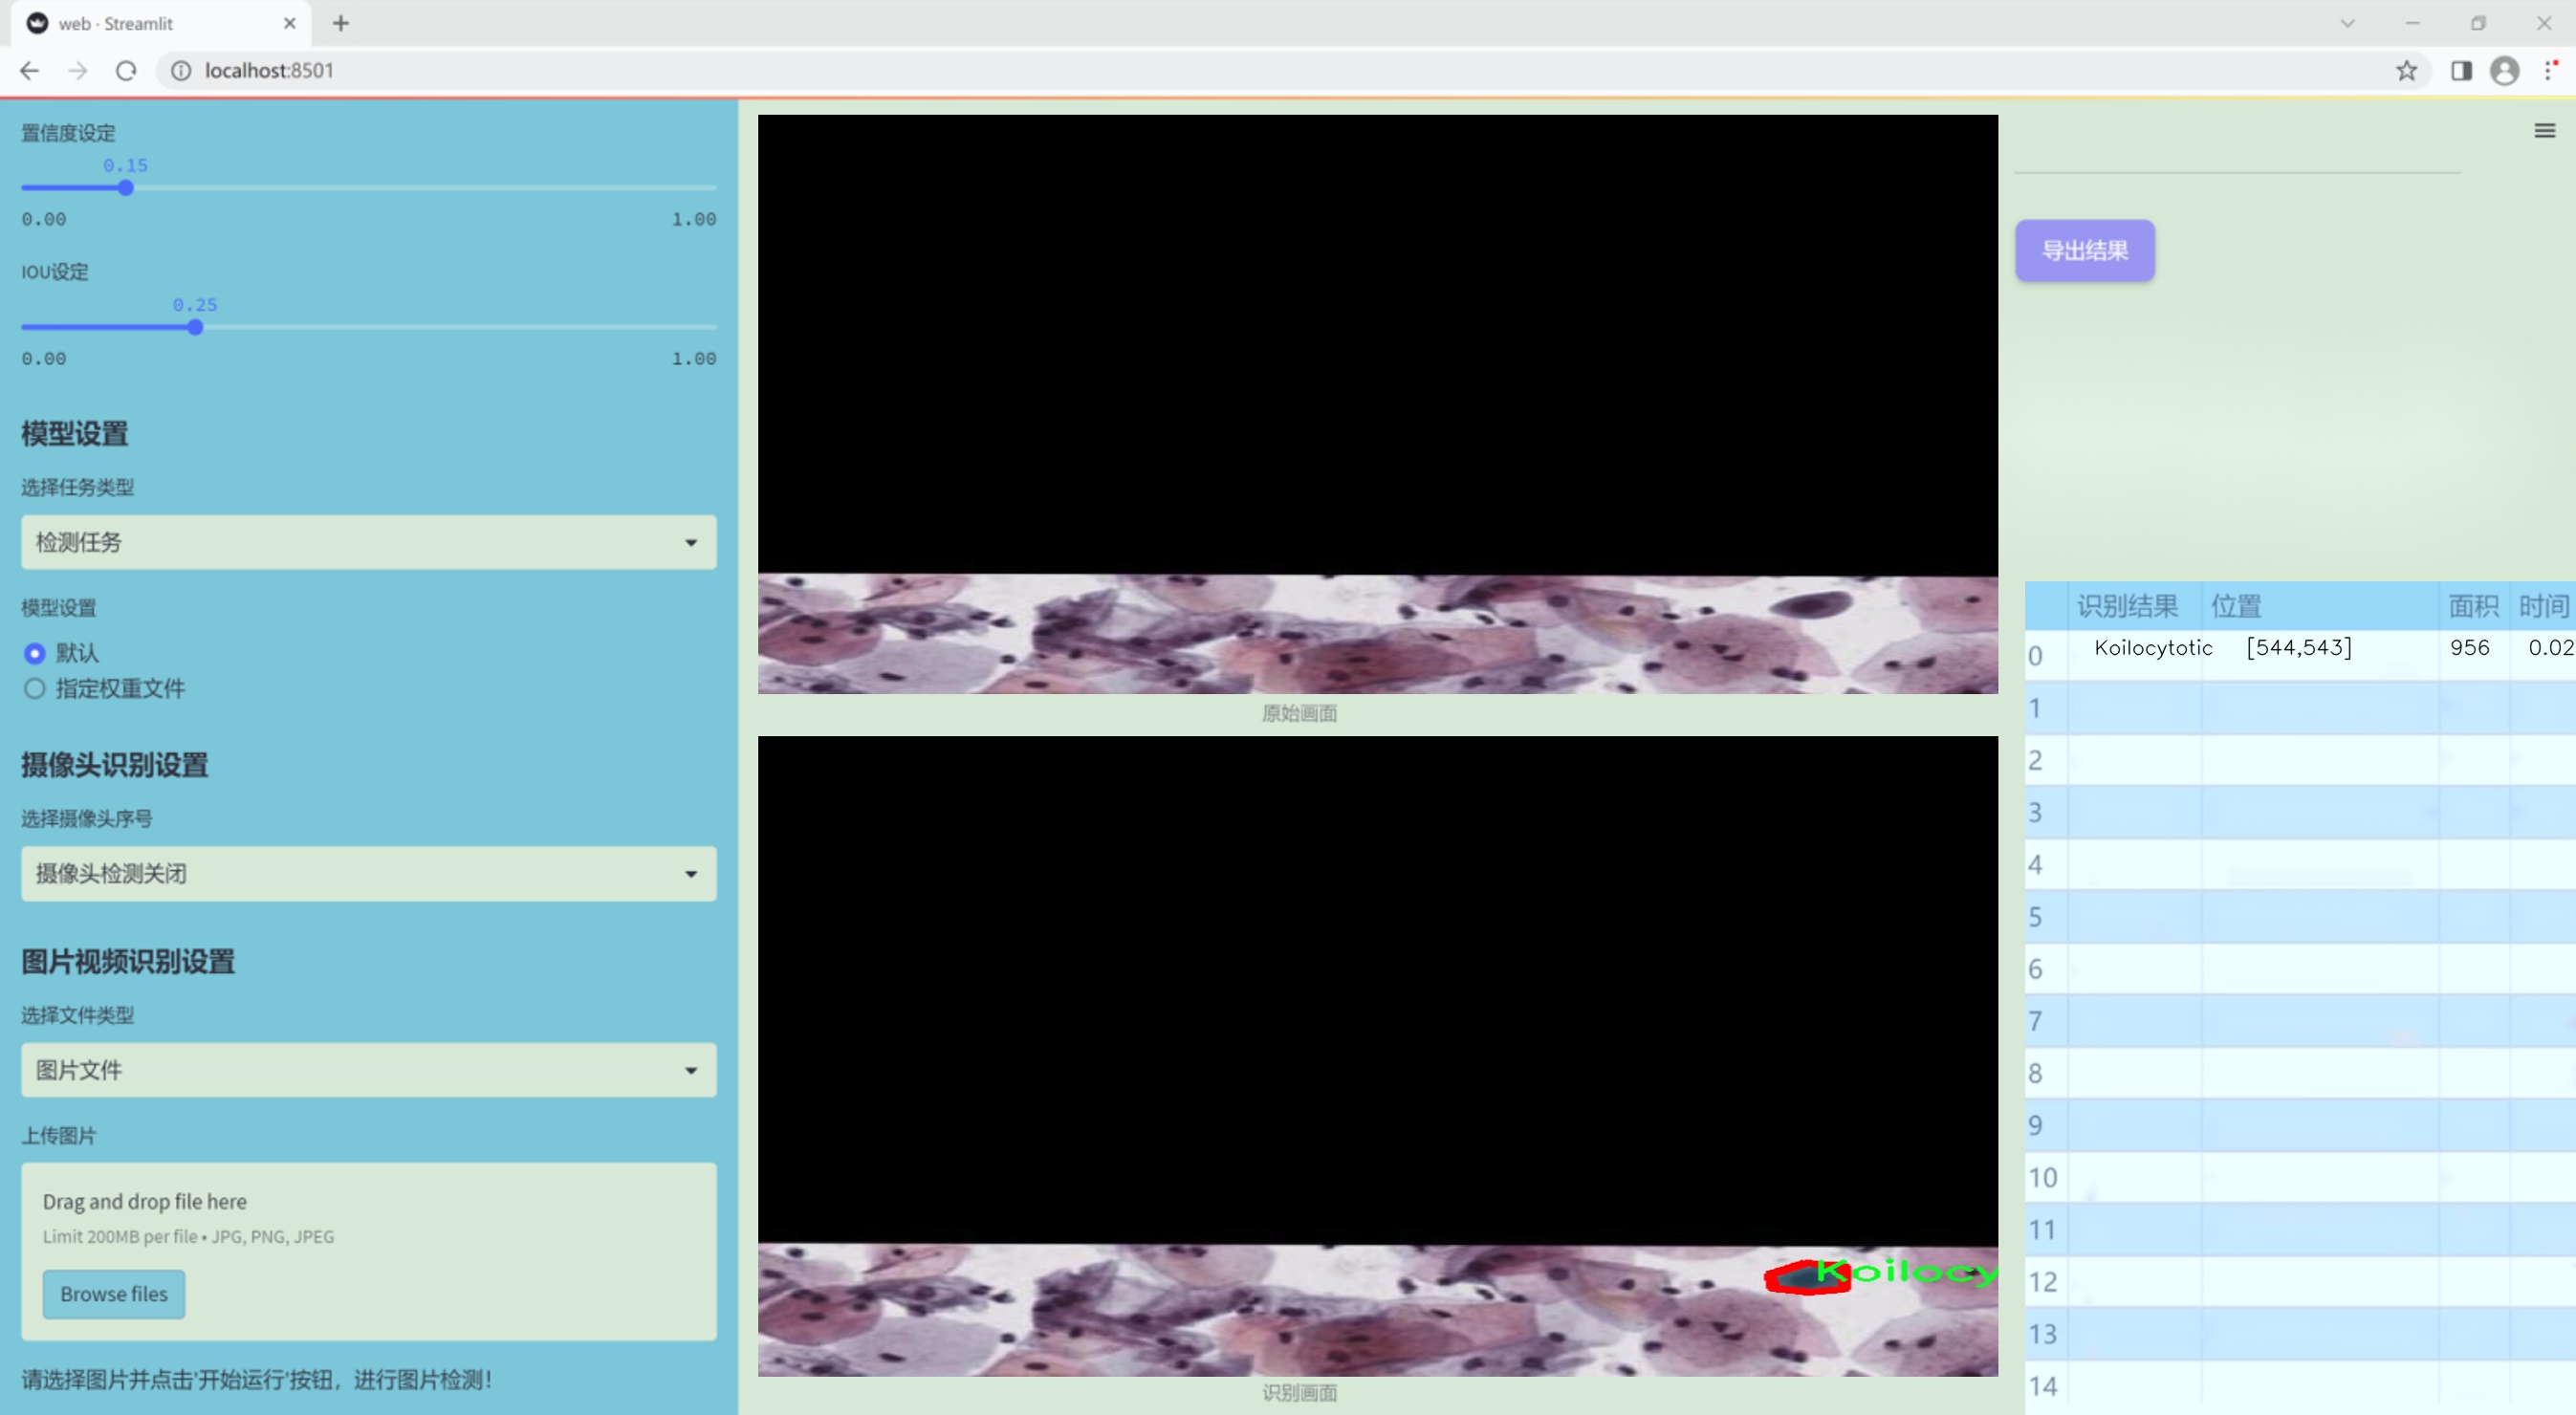 web · Streamlit
localhost:8501
置信度设定
0.15
0.00 1.00
IOU设定
0.25
0.00 1.00
模型设置
选择任务类型
检测任务
模型设置
默认
指定权重文件
摄像头识别设置
选择摄像头序号
摄像头检测关闭
图片视频识别设置
选择文件类型
图片文件
上传图片
Drag and drop file here
Limit 200MB per file • JPG, PNG, JPEG
Browse files
请选择图片并点击'开始运行'按钮，进行图片检测!
原始画面
Koilocy
识别画面
导出结果
识别结果 位置 面积 时间
0 Koilocytotic [544,543] 956 0.02
1
2
3
4
5
6
7
8
9
10
11
12
13
14